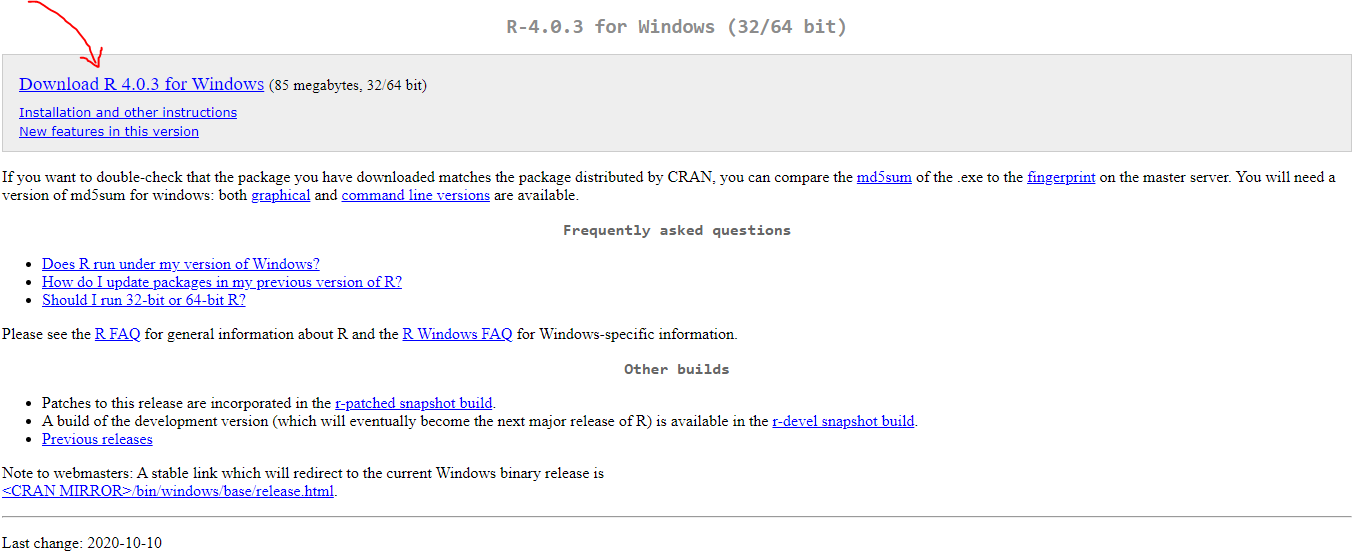 R-4.0.3 for Windows (32/64 bit)
Download R 4.0.3 for Windows (85 megabytes, 32/64 bit)
Installation and other instructions
New features in this version
If you want to double-check that the package you have downloaded matches the package distributed by CRAN, you can compare the md5sum of the .exe to the fingerprint on the master server. You will need a
version of md5sum for windows: both graphical and command line versions are available.
Frequently asked questions
• Does R run under my version of Windows?
• How do I update packages in my previous version of R?
• Should I run 32-bit or 64-bit R?
Please see the R FAQ for general information about R and the R Windows FAQ for Windows-specific information.
Other builds
• Patches to this release are incorporated in the r-patched snapshot build.
• A build of the development version (which will eventually become the next major release of R) is available in the r-devel snapshot build.
• Previous releases
Note to webmasters: A stable link which will redirect to the current Windows binary release is
<CRAN MIRROR>/bin/windows/base/release.html.
Last change: 2020-10-10